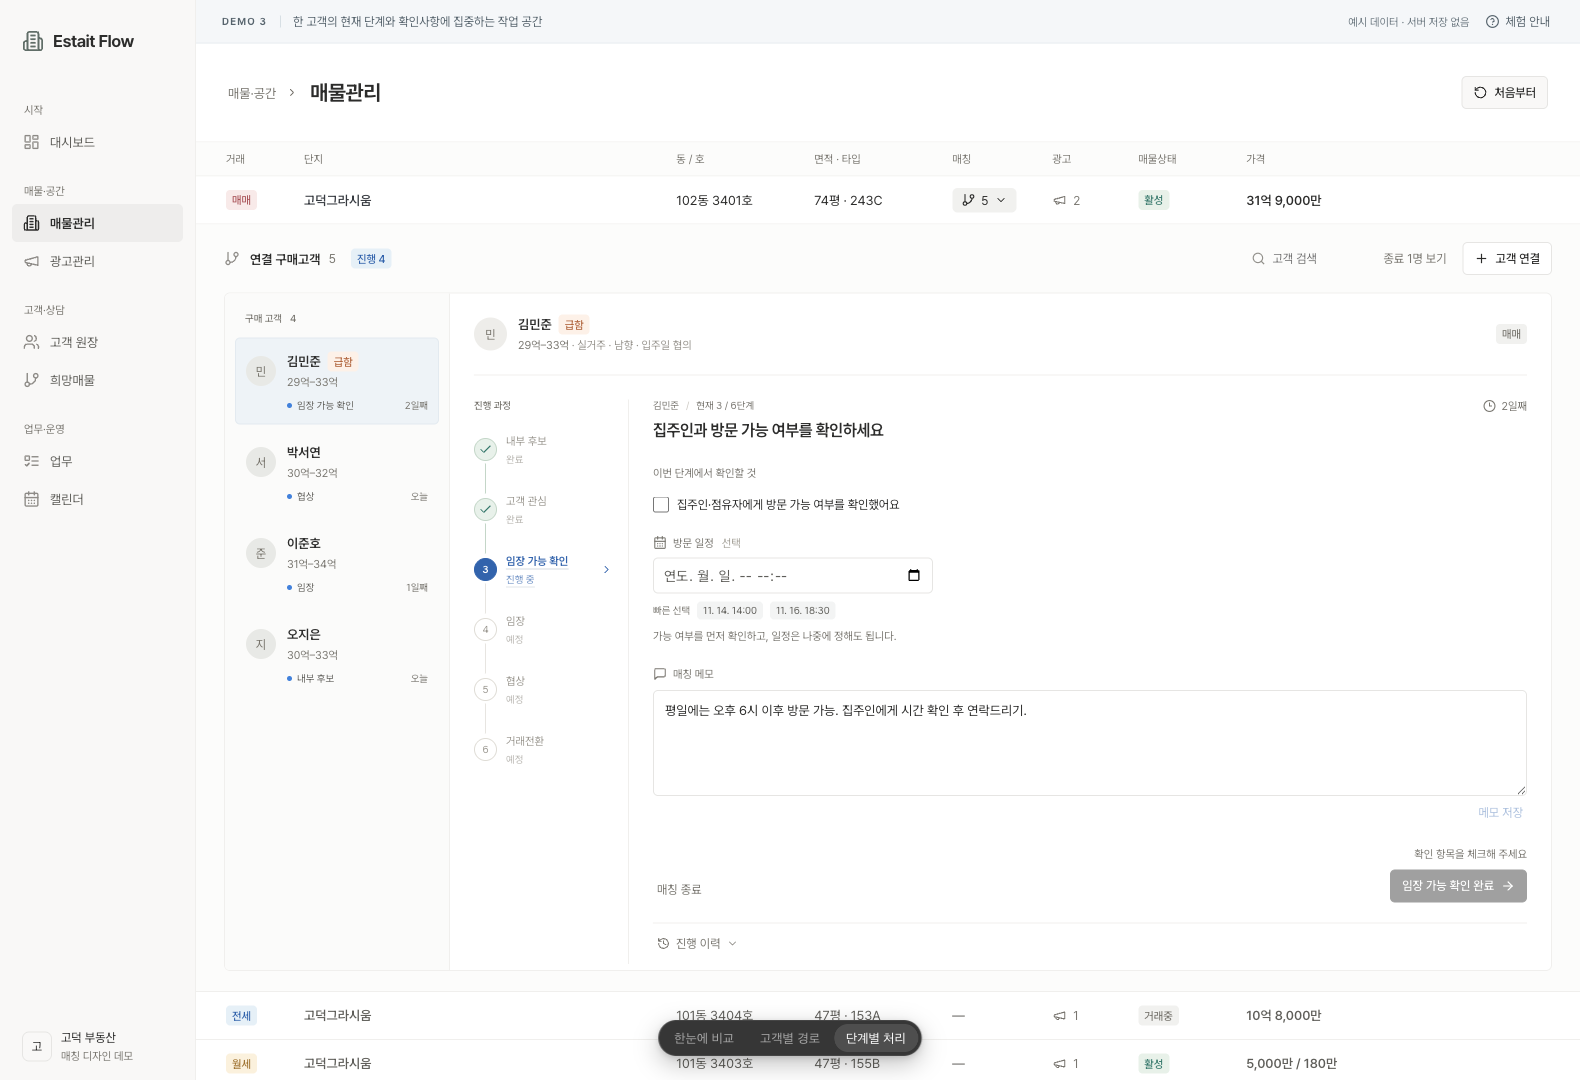 Estait Flow
시작
대시보드
매물·공간
매물관리
광고관리
고객·상담
고객 원장
희망매물
업무·운영
업무
캘린더
고
고덕 부동산
매칭 디자인 데모
DEMO 3 한 고객의 현재 단계와 확인사항에 집중하는 작업 공간 예시 데이터 · 서버 저장 없음 체험 안내
매물·공간 매물관리 처음부터
거래 단지 동 / 호 면적 · 타입 매칭 광고 매물상태 가격
매매 고덕그라시움 102동 3401호 74평 · 243C 5 2 활성 31억 9,000만
연결 구매고객 5 진행 4 고객 검색 종료 1명 보기 고객 연결
구매 고객 4
민 김민준 급함
29억–33억
임장 가능 확인 2일째
서 박서연
30억–32억
협상 오늘
준 이준호
31억–34억
임장 1일째
지 오지은
30억–33억
내부 후보 오늘
민 김민준 급함
29억–33억 · 실거주 · 남향 · 입주일 협의
매매
진행 과정
내부 후보
완료
고객 관심
완료
3 임장 가능 확인
진행 중
4 임장
예정
5 협상
예정
6 거래전환
예정
김민준 / 현재 3 / 6단계 2일째
집주인과 방문 가능 여부를 확인하세요
이번 단계에서 확인할 것
집주인·점유자에게 방문 가능 여부를 확인했어요
방문 일정 선택
연도. 월. 일. -- --:--
빠른 선택 11. 14. 14:00 11. 16. 18:30
가능 여부를 먼저 확인하고, 일정은 나중에 정해도 됩니다.
매칭 메모
평일에는 오후 6시 이후 방문 가능. 집주인에게 시간 확인 후 연락드리기.
메모 저장
확인 항목을 체크해 주세요
매칭 종료 임장 가능 확인 완료
진행 이력
전세 고덕그라시움 101동 3404호 47평 · 153A — 1 거래중 10억 8,000만
한눈에 비교 고객별 경로 단계별 처리
월세 고덕그라시움 101동 3403호 47평 · 155B — 1 활성 5,000만 / 180만